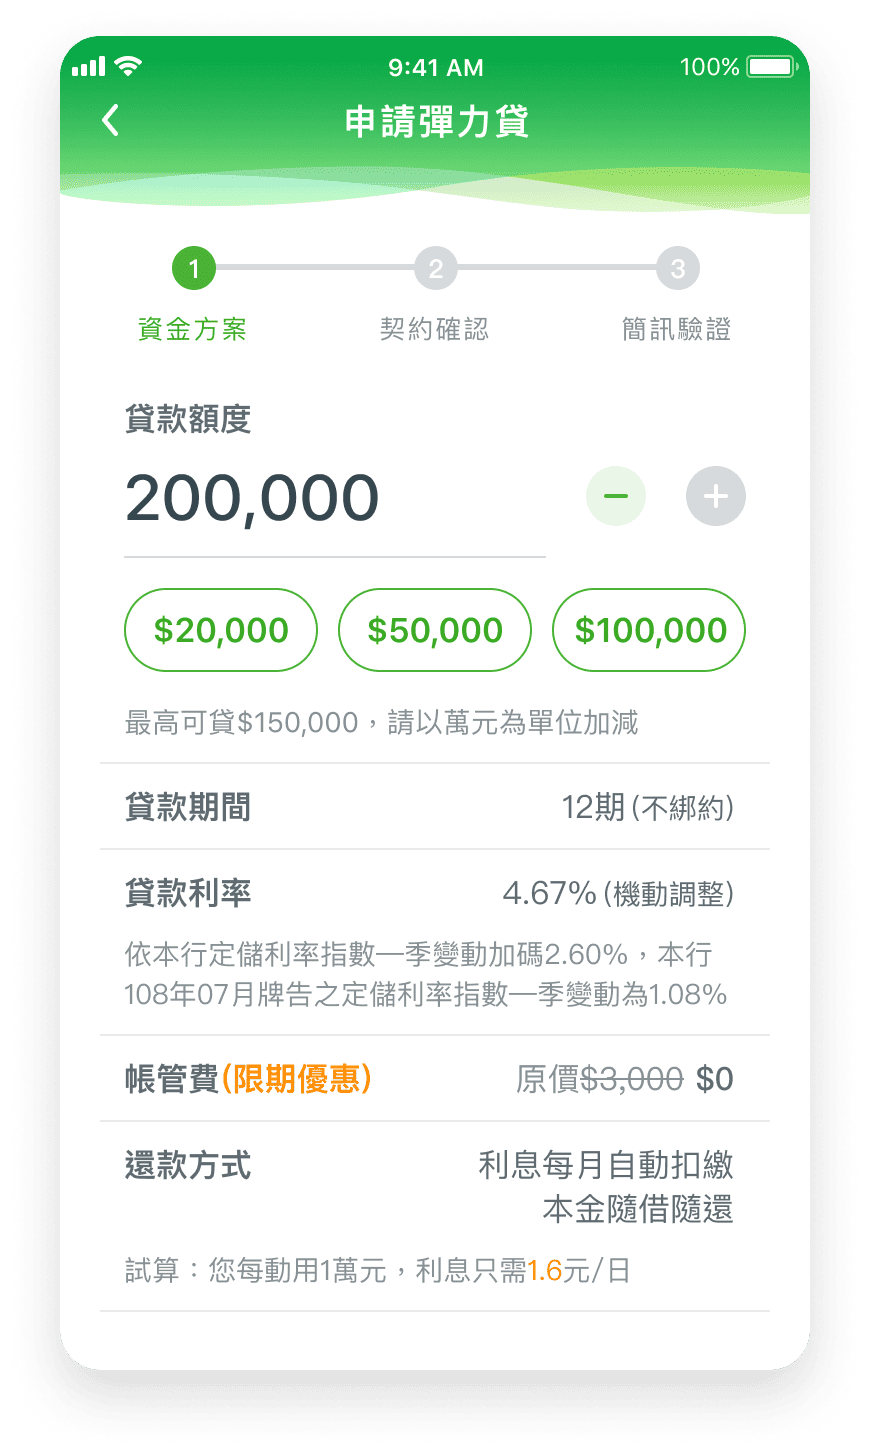 9:41 AM
100%
申請彈力貸
1
2
3
資金方案
契約確認
簡訊驗證
貸款額度
200,000
$20,000
$50,000
$100,000
最高可貸$150,000，請以萬元為單位加減
貸款期間
12期(不綁約)
貸款利率
4.67%(機動調整)
依本行定儲利率指數—季變動加碼2.60%，本行
108年07月牌告之定儲利率指數—季變動為1.08%
帳管費(限期優惠)
原價$3,000 $0
還款方式
利息每月自動扣繳
本金隨借隨還
試算：您每動用1萬元，利息只需1.6元/日